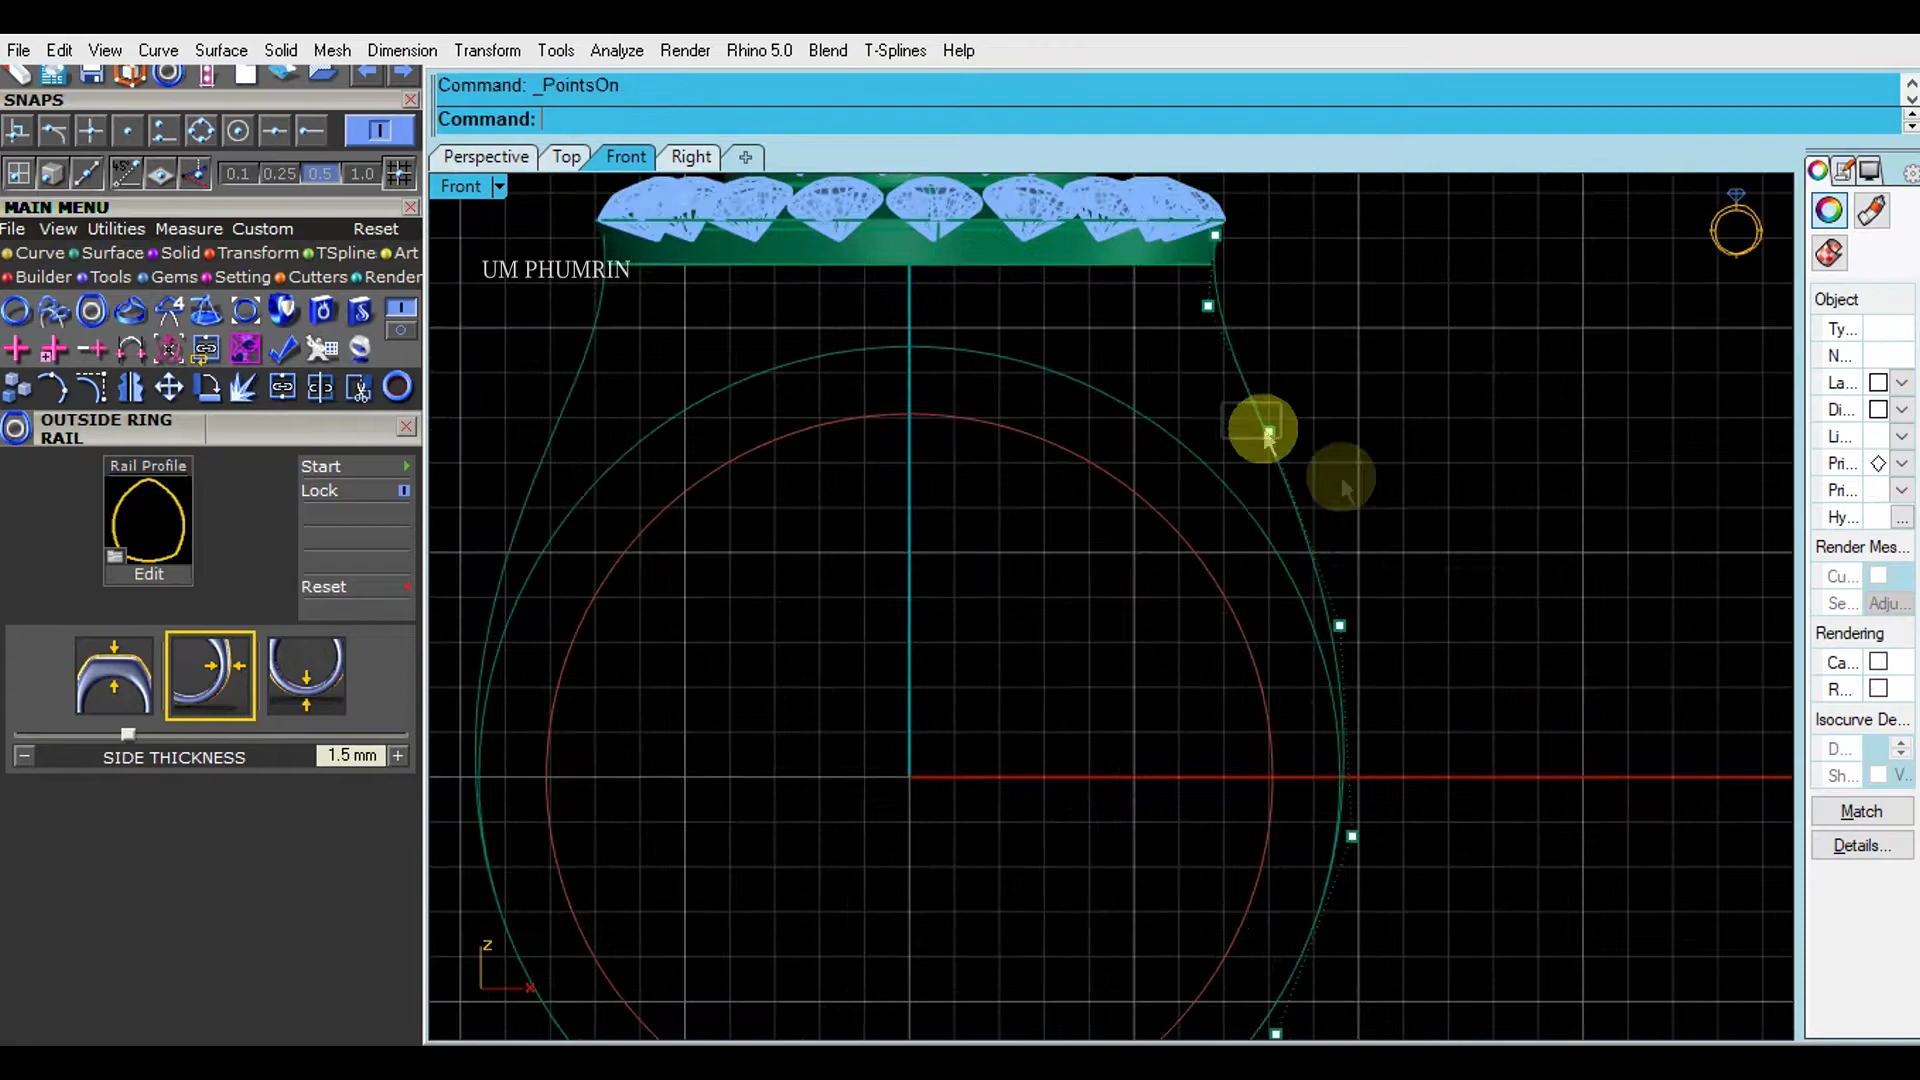 File Edit View Curve Surface Solid Mesh Dimension Transform Tools Analyze Render Rhino 5.0 Blend T-Splines Help
Command: _PointsOn
Command:
SNAPS
45°
0.1 0.25 0.5 1.0
MAIN MENU
File View Utilities Measure Custom Reset
Curve Surface Solid Transform TSpline Art
Builder Tools Gems Setting Cutters Render
OUTSIDE RING
RAIL
Rail Profile
Edit
Start
Lock
Reset
SIDE THICKNESS 1.5 mm
Perspective Top Front Right
Front
UM PHUMRIN
z
x
Object
Ty...
N...
La...
Di...
Li...
Pri...
Pri...
Hy... ...
Render Mes...
Cu...
Se... Adju...
Rendering
Ca...
R...
Isocurve De...
D...
Sh... V...
Match
Details...